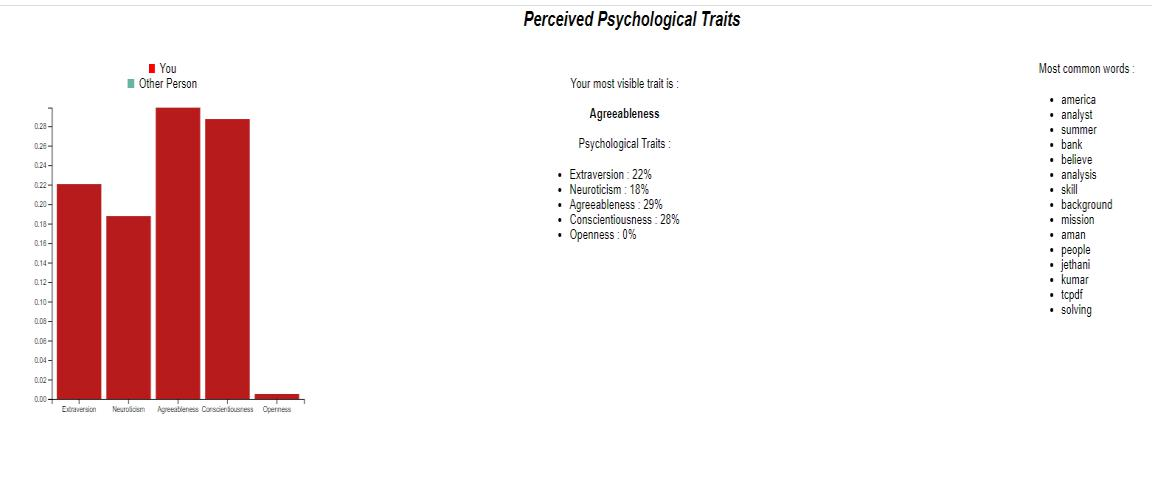 Perceived Psychological Traits
You
Other Person
0.28
0.26
0.24
0.22
0.20
0.18
0.16
0.14
0.12
0.10
0.08
0.06
0.04
0.02
0.00
Extraversion
Neuroticism
Agreeableness
Conscientiousness
Openness
Your most visible trait is :
Agreeableness
Psychological Traits :
• Extraversion : 22%
• Neuroticism : 18%
• Agreeableness : 29%
• Conscientiousness : 28%
• Openness : 0%
Most common words :
• america
• analyst
• summer
• bank
• believe
• analysis
• skill
• background
• mission
• aman
• people
• jethani
• kumar
• tcpdf
• solving